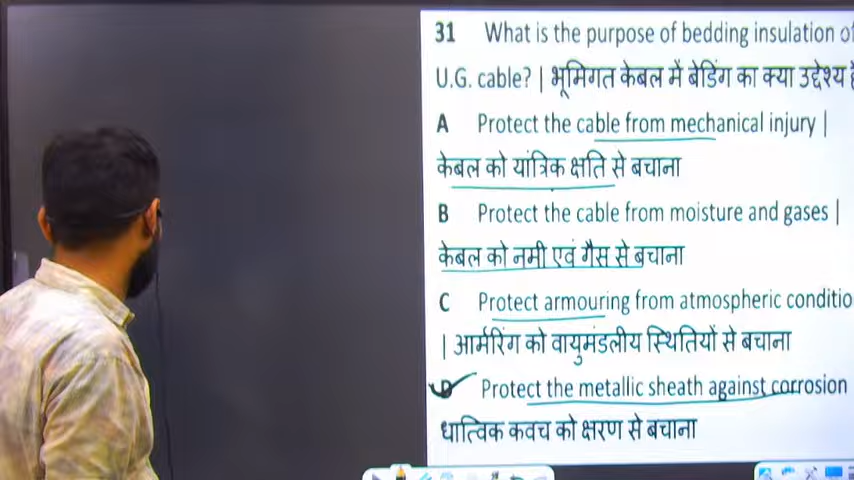 31 What is the purpose of bedding insulation of
U.G. cable? | भूमिगत केबल में बेडिंग का क्या उद्देश्य
A Protect the cable from mechanical injury |
केबल को यांत्रिक क्षति से बचाना
B Protect the cable from moisture and gases |
केबल को नमी एवं गैस से बचाना
C Protect armouring from atmospheric conditio
| आर्मरिंग को वायुमंडलीय स्थितियों से बचाना
D Protect the metallic sheath against corrosion
धात्विक कवच को क्षरण से बचाना